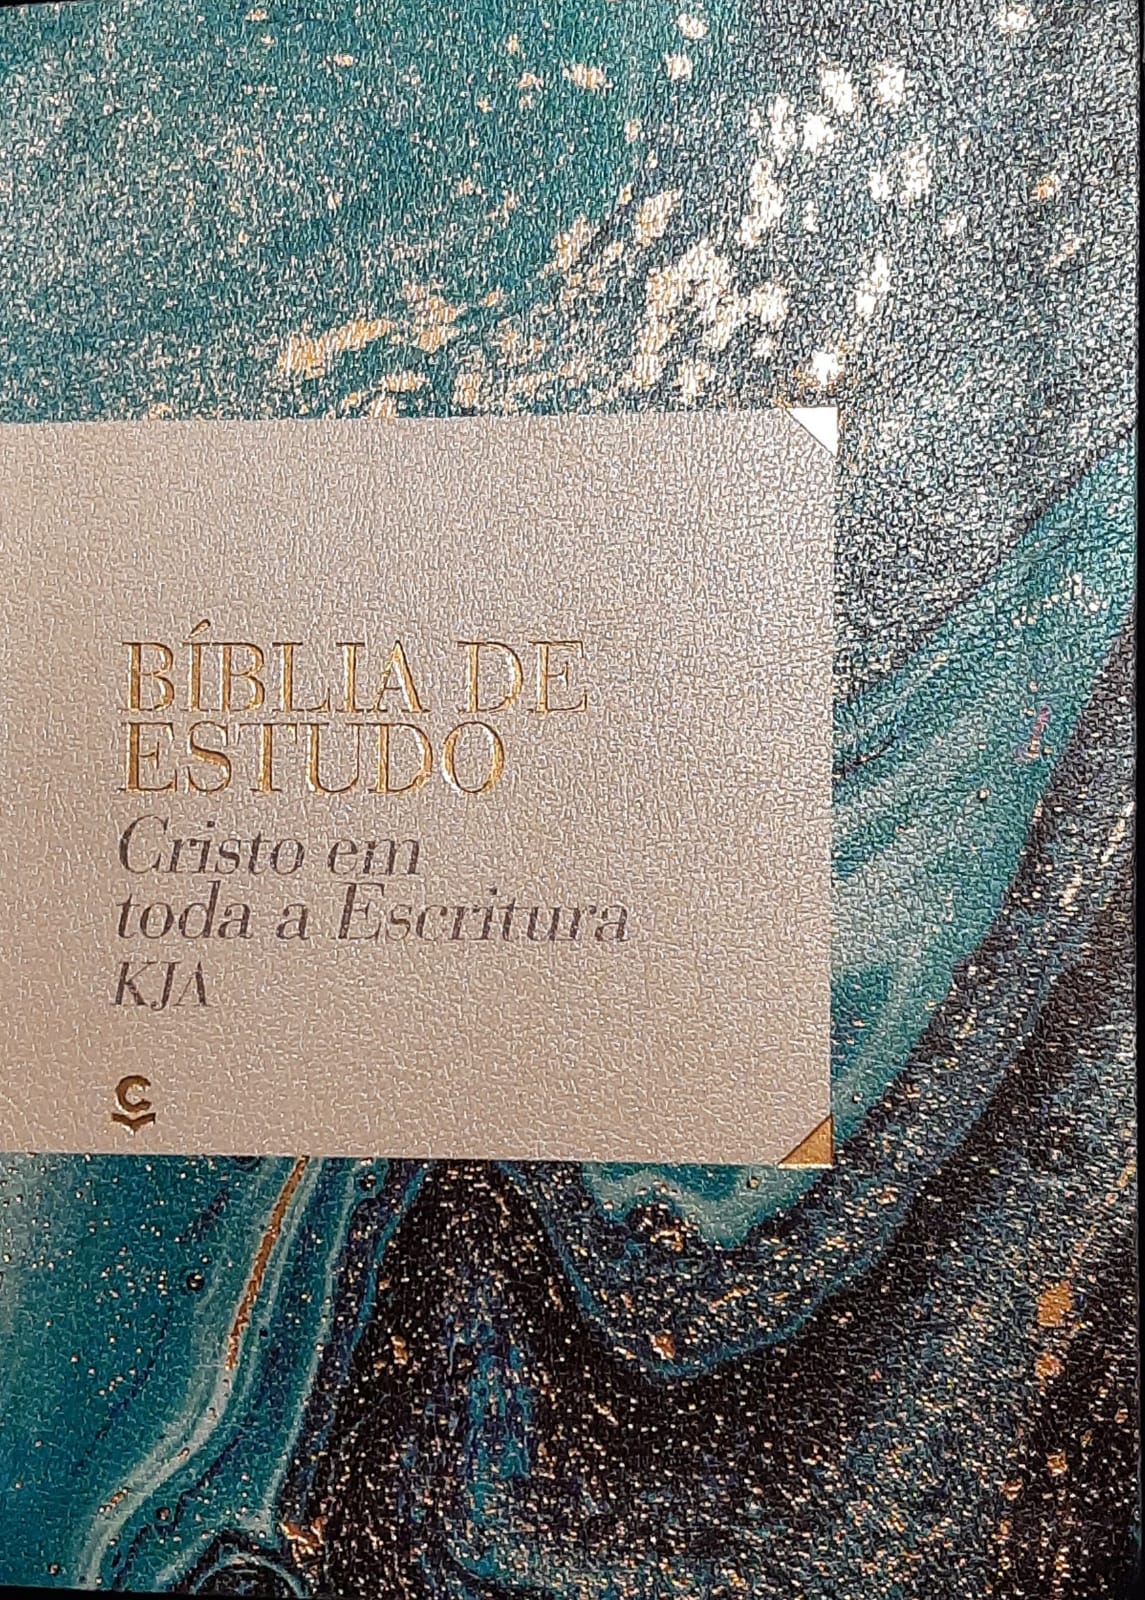 BÍBLIA DE
ESTUDO
Cristo em
toda a Escritura
KJA
C